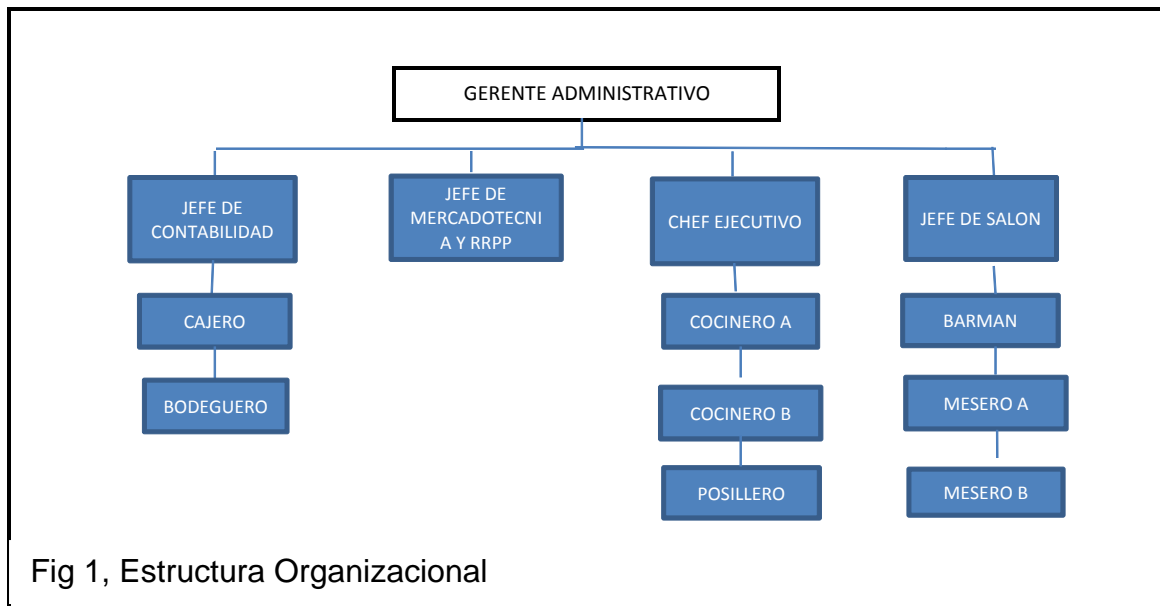 GERENTE ADMINISTRATIVO
JEFE DE
CONTABILIDAD
JEFE DE
MERCADOTECNI
A Y RRPP
CHEF EJECUTIVO
JEFE DE SALON
CAJERO
COCINERO A
BARMAN
BODEGUERO
COCINERO B
MESERO A
POSILLERO
MESERO B
Fig 1, Estructura Organizacional